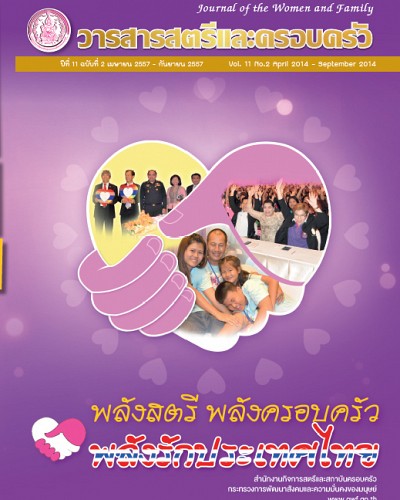 Journal of the Women and Family
วารสารสตรีและครอบครัว
ปีที่ 11 ฉบับที่ 2 เมษายน 2557 - กันยายน 2557 Vol. 11 No.2 April 2014 - September 2014
พลังสตรี พลังครอบครัว
พลังรักประเทศไทย
สำนักงานกิจการสตรีและสถาบันครอบครัว
กระทรวงการพัฒนาสังคมและความมั่นคงของมนุษย์
www.owf.go.th